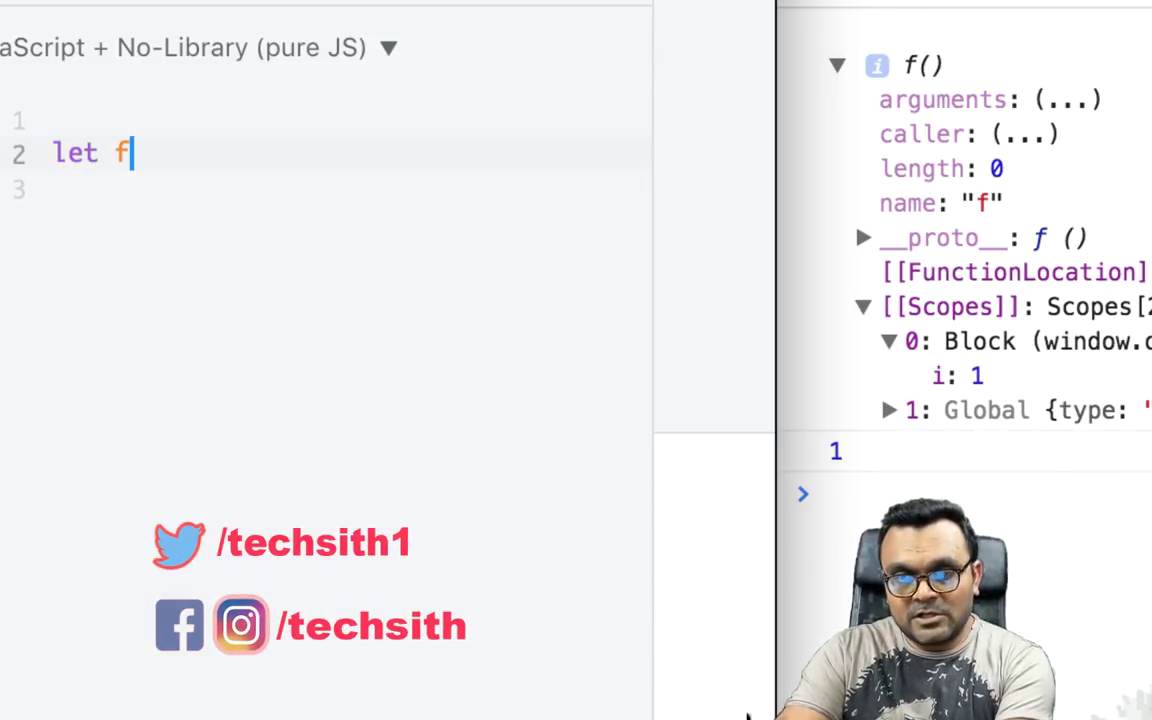 aScript + No-Library (pure JS) ▼
1
2 let f
3
/techsith1
/techsith
▼ i f()
arguments: (...)
caller: (...)
length: 0
name: "f"
▶ __proto__: ƒ ()
[[FunctionLocation]
▼ [[Scopes]]: Scopes[2
▼ 0: Block (window.
i: 1
▶ 1: Global {type: "
1
>